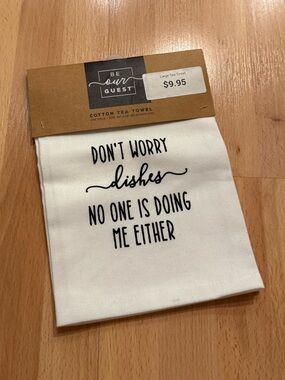 BE
our
GUEST
Large Tea Towel
$9.95
COTTON TEA TOWEL
DON'T WORRY
dishes
NO ONE IS DOING
ME EITHER